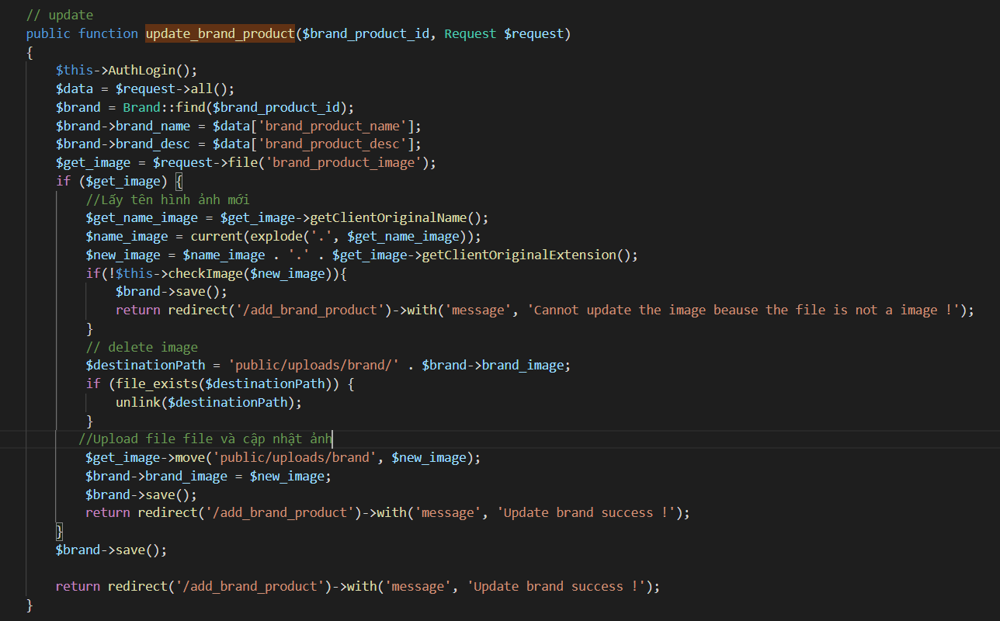 // update
public function update_brand_product($brand_product_id, Request $request)
{
$this->AuthLogin();
$data = $request->all();
$brand = Brand::find($brand_product_id);
$brand->brand_name = $data['brand_product_name'];
$brand->brand_desc = $data['brand_product_desc'];
$get_image = $request->file('brand_product_image');
if ($get_image) {
//Lấy tên hình ảnh mới
$get_name_image = $get_image->getClientOriginalName();
$name_image = current(explode('.', $get_name_image));
$new_image = $name_image . '.' . $get_image->getClientOriginalExtension();
if(!$this->checkImage($new_image)){
$brand->save();
return redirect('/add_brand_product')->with('message', 'Cannot update the image beause the file is not a image !');
}
// delete image
$destinationPath = 'public/uploads/brand/' . $brand->brand_image;
if (file_exists($destinationPath)) {
unlink($destinationPath);
}
//Upload file file và cập nhật ảnh
$get_image->move('public/uploads/brand', $new_image);
$brand->brand_image = $new_image;
$brand->save();
return redirect('/add_brand_product')->with('message', 'Update brand success !');
}
$brand->save();
return redirect('/add_brand_product')->with('message', 'Update brand success !');
}